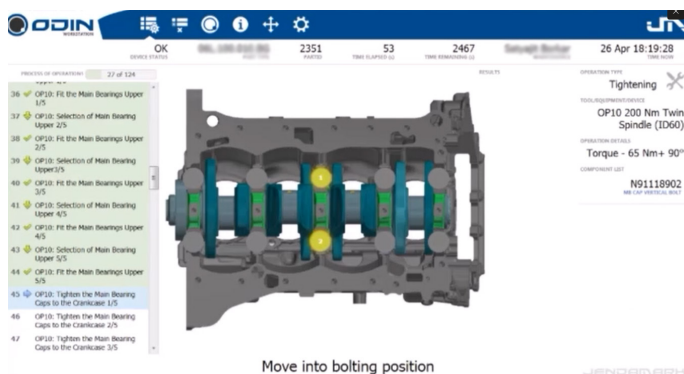 ODIN
WORKSTATION
OK
DEVICE STATUS
2351
PARTID
53
TIME ELAPSED (s)
2467
TIME REMAINING (s)
26 Apr 18:19:28
TIME NOW
PROCESS OF OPERATIONS
27 of 124
36 OP10: Fit the Main Bearings Upper
1/5
37 OP10: Selection of Main Bearing
Upper 2/5
38 OP10: Fit the Main Bearings Upper
2/5
39 OP10: Selection of Main Bearing
Upper3/5
40 OP10: Fit the Main Bearings Upper
3/5
41 OP10: Selection of Main Bearing
Upper 4/5
42 OP10: Fit the Main Bearings Upper
4/5
43 OP10: Selection of Main Bearing
Upper 5/5
44 OP10: Fit the Main Bearings Upper
5/5
45 OP10: Tighten the Main Bearing
Caps to the Crankcase 1/5
46 OP10: Tighten the Main Bearing
Caps to the Crankcase 2/5
47 OP10: Tighten the Main Bearing
Caps to the Crankcase 3/5
RESULTS
OPERATION TYPE
Tightening
TOOL/EQUIPMENT/DEVICE
OP10 200 Nm Twin
Spindle (ID60)
OPERATION DETAILS
Torque - 65 Nm+ 90°
COMPONENT LIST
N91118902
MB CAP VERTICAL BOLT
Move into bolting position
JENDAMARK